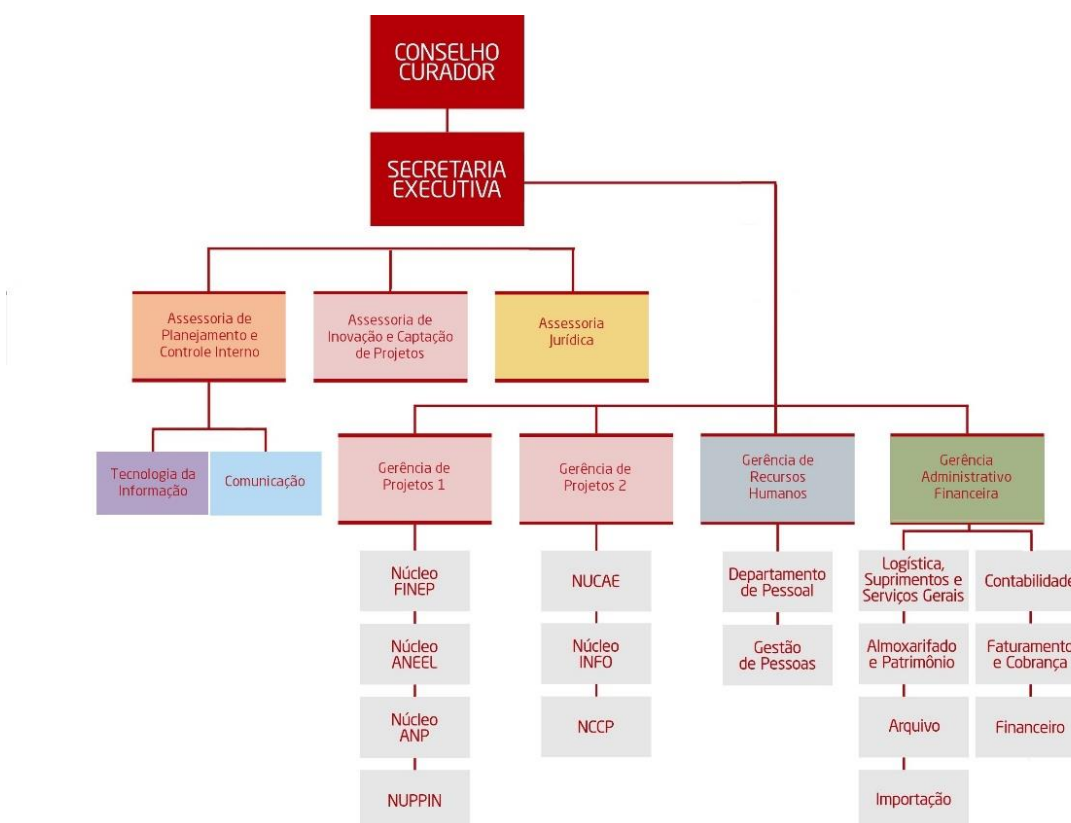 CONSELHO
CURADOR
SECRETARIA
EXECUTIVA
Assessoria de
Planejamento e
Controle Interno
Assessoria de
Inovação e Captação
de Projetos
Assessoria
Jurídica
Tecnologia da
Informação
Comunicação
Gerência de
Projetos 1
Gerência de
Projetos 2
Gerência de
Recursos
Humanos
Gerência
Administrativo
Financeira
Núcleo
FINEP
Núcleo
ANEEL
Núcleo
ANP
NUPPIN
NUCAE
Núcleo
INFO
NCCP
Departamento
de Pessoal
Gestão
de Pessoas
Logística,
Suprimentos e
Serviços Gerais
Almoxarifado
e Patrimônio
Arquivo
Importação
Contabilidade
Faturamento
e Cobrança
Financeiro